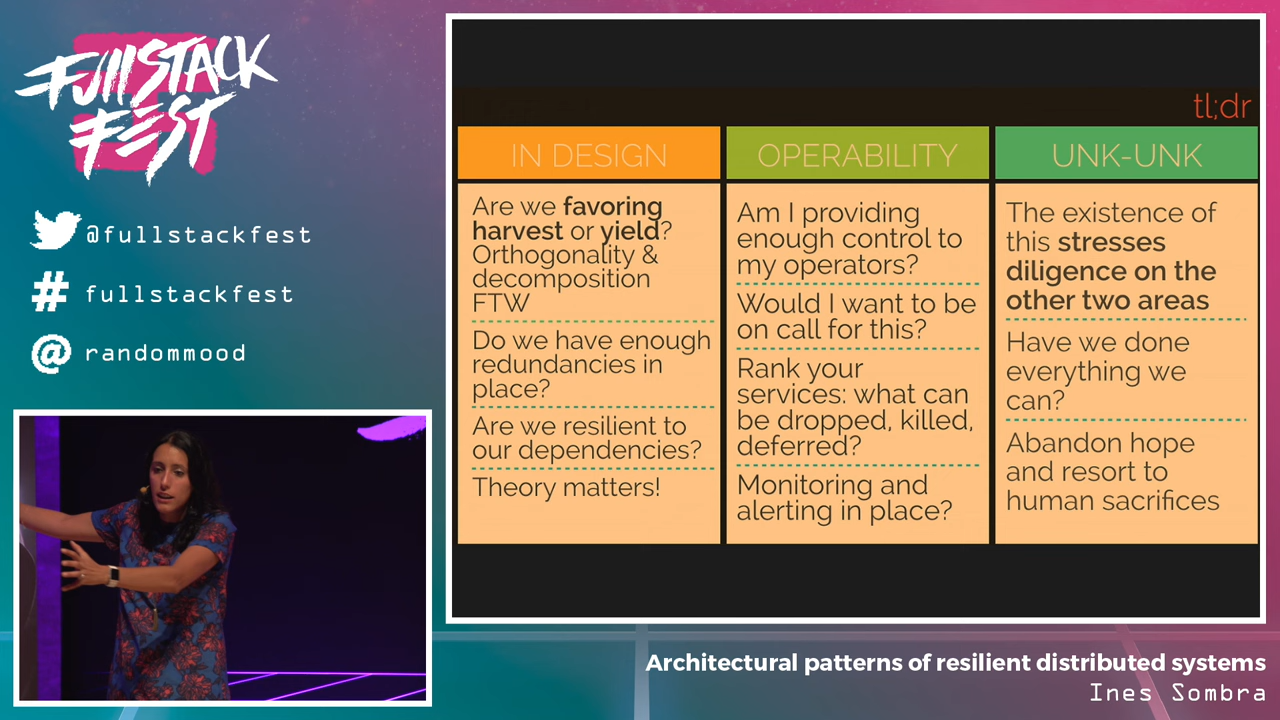 FullSTACK
FEST
@fullstackfest
# fullstackfest
@ randommood
tl;dr
IN DESIGN
Are we favoring
harvest or yield?
Orthogonality &
decomposition
FTW
Do we have enough
redundancies in
place?
Are we resilient to
our dependencies?
Theory matters!
OPERABILITY
Am I providing
enough control to
my operators?
Would I want to be
on call for this?
Rank your
services: what can
be dropped, killed,
deferred?
Monitoring and
alerting in place?
UNK-UNK
The existence of
this stresses
diligence on the
other two areas
Have we done
everything we
can?
Abandon hope
and resort to
human sacrifices
Architectural patterns of resilient distributed systems
Ines Sombra